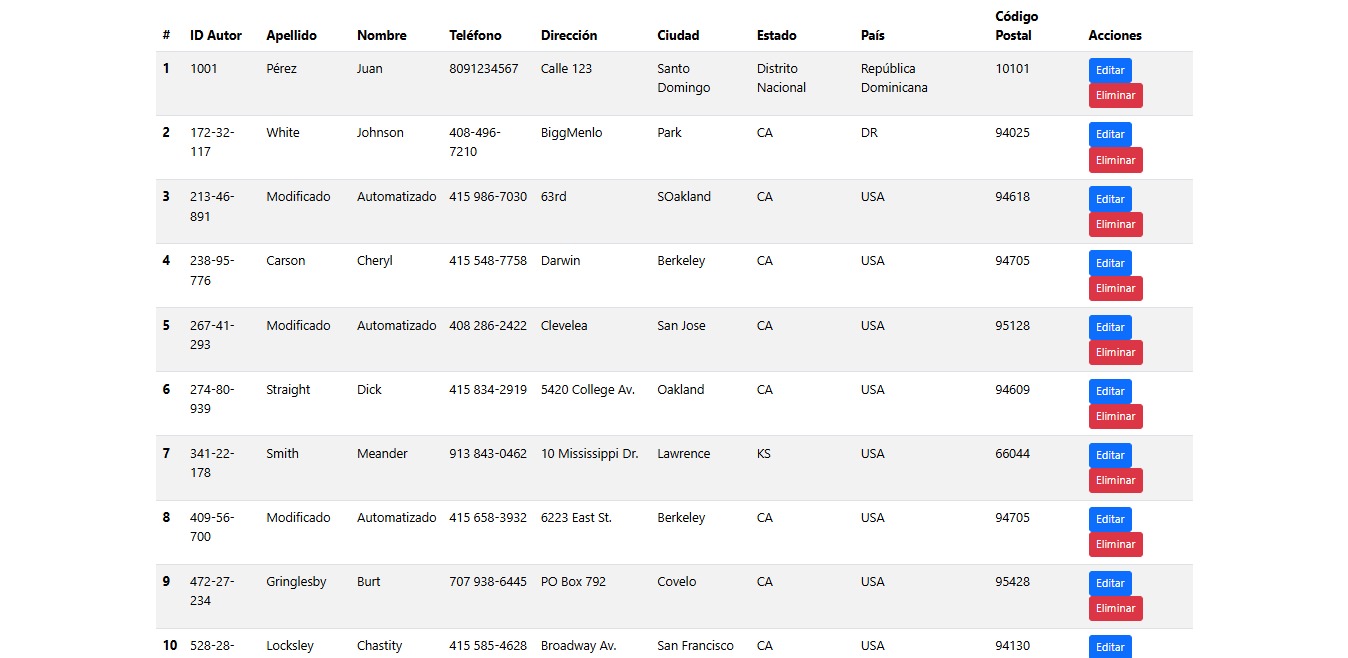 # ID Autor Apellido Nombre Teléfono Dirección Ciudad Estado País Código Postal Acciones
1 1001 Pérez Juan 8091234567 Calle 123 Santo Domingo Distrito Nacional República Dominicana 10101 Editar Eliminar
2 172-32-117 White Johnson 408-496-7210 BiggMenlo Park CA DR 94025 Editar Eliminar
3 213-46-891 Modificado Automatizado 415 986-7030 63rd SOakland CA USA 94618 Editar Eliminar
4 238-95-776 Carson Cheryl 415 548-7758 Darwin Berkeley CA USA 94705 Editar Eliminar
5 267-41-293 Modificado Automatizado 408 286-2422 Clevelea San Jose CA USA 95128 Editar Eliminar
6 274-80-939 Straight Dick 415 834-2919 5420 College Av. Oakland CA USA 94609 Editar Eliminar
7 341-22-178 Smith Meander 913 843-0462 10 Mississippi Dr. Lawrence KS USA 66044 Editar Eliminar
8 409-56-700 Modificado Automatizado 415 658-3932 6223 East St. Berkeley CA USA 94705 Editar Eliminar
9 472-27-234 Gringlesby Burt 707 938-6445 PO Box 792 Covelo CA USA 95428 Editar Eliminar
10 528-28- Locksley Chastity 415 585-4628 Broadway Av. San Francisco CA USA 94130 Editar